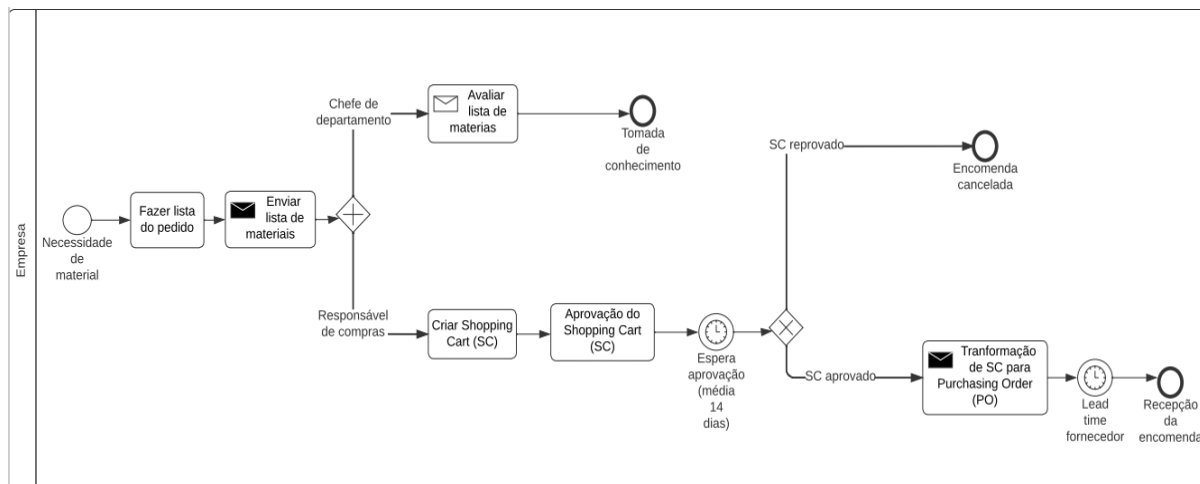 Empresa
Necessidade
de
material
Fazer lista
do pedido
Enviar
lista de
materiais
Chefe de
departamento
Avaliar
lista de
materias
Tomada
de
conhecimento
Responsável
de compras
Criar Shopping
Cart (SC)
Aprovação do
Shopping Cart
(SC)
Espera
aprovação
(média
14
dias)
SC reprovado
Encomenda
cancelada
SC aprovado
Tranformação
de SC para
Purchasing Order
(PO)
Lead
time
fornecedor
Recepção
da
encomenda